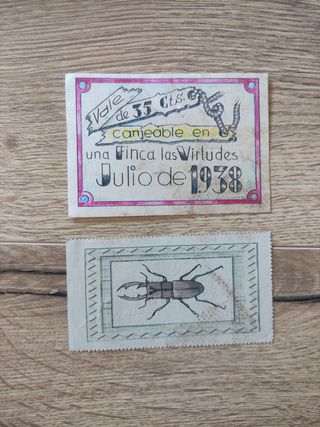 Vale
de 35 Cts.
canjeable en
una Finca las Virtudes
Julio de 1938